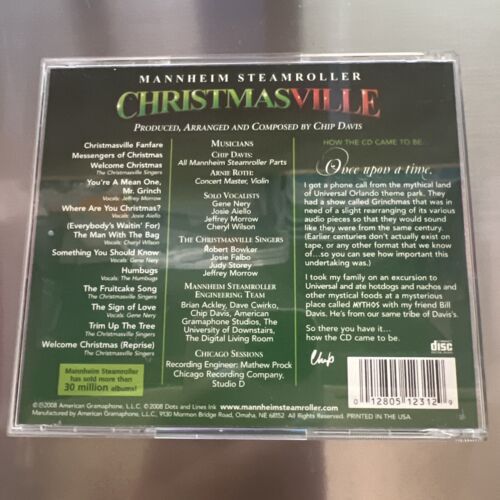 MANNHEIM STEAMROLLER
CHRISTMASVILLE
PRODUCED, ARRANGED AND COMPOSED BY CHIP DAVIS
Christmasville Fanfare
Messengers of Christmas
Welcome Christmas
The Christmasville Singers
You're A Mean One,
Mr. Grinch
Vocals: Jeffrey Morrow
Where Are You Christmas?
Vocals: Josie Aiello
(Everybody's Waitin' For)
The Man With The Bag
Vocals: Cheryl Wilson
Something You Should Know
Vocals: Gene Nery
Humbugs
Vocals: The Humbugs
The Fruitcake Song
The Christmasville Singers
The Sign of Love
Vocals: Gene Nery
Trim Up The Tree
The Christmasville Singers
Welcome Christmas (Reprise)
The Christmasville Singers
Mannheim Steamroller
has sold more than
30 million albums!
MUSICIANS
CHIP DAVIS:
All Mannheim Steamroller Parts
ARNIE ROTH:
Concert Master, Violin
SOLO VOCALISTS
Gene Nery
Josie Aiello
Jeffrey Morrow
Cheryl Wilson
THE CHRISTMASVILLE SINGERS
Robert Bowker
Josie Falbo
Judy Storey
Jeffrey Morrow
MANNHEIM STEAMROLLER
ENGINEERING TEAM
Brian Ackley, Dave Cwirko,
Chip Davis, American
Gramaphone Studios, The
University of Downstairs,
The Digital Living Room
CHICAGO SESSIONS
Recording Engineer: Mathew Prock
Chicago Recording Company,
Studio D
HOW THE CD CAME TO BE.
Once upon a time,
I got a phone call from the mythical land
of Universal Orlando theme park. They
had a show called Grinchmas that was in
need of a slight rearranging of its various
audio pieces so that they would sound
like they were from the same century.
(Earlier centuries don't actually exist on
tape, or any other format that we know
of...so you can see how important this
undertaking was.)
I took my family on an excursion to
Universal and ate hotdogs and nachos and
other mystical foods at a mysterious
place called MYTHOS with my friend Bill
Davis. He's from our same tribe of Davis's.
So there you have it...
how the cd came to be.
Chip
COMPACT
disc
DIGITAL AUDIO
0 12805 12312 9
℗©2008 American Gramaphone, L.L.C. ©2008 Dots and Lines Ink www.mannheimsteamroller.com
Manufactured by American Gramaphone, L.L.C., 9130 Mormon Bridge Road, Omaha, NE 68152 All Rights Reserved. PRINTED IN THE USA.